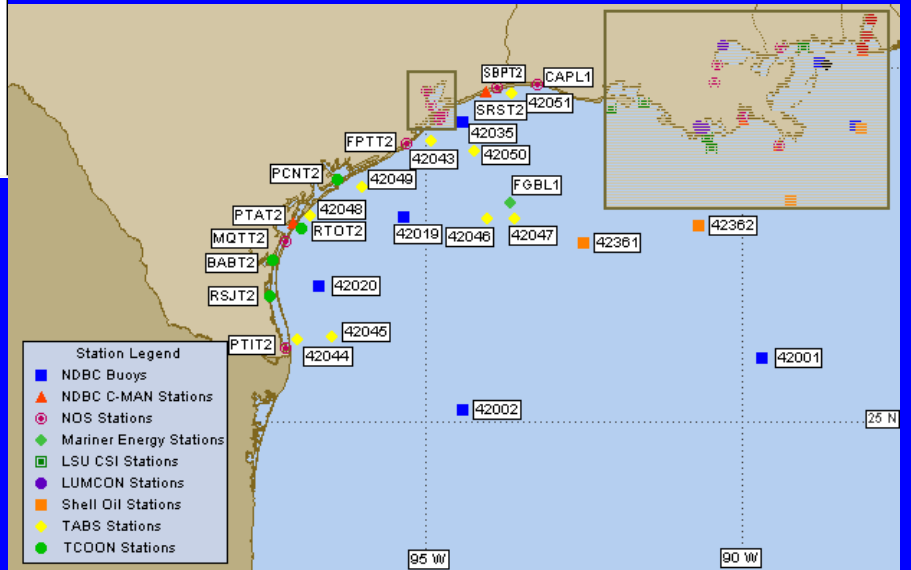 SBPT2
CAPL1
SRST2
42051
42035
FPTT2
42043
42050
PCNT2
42049
FGBL1
PTAT2
42048
RTOT2
42019
42046
42047
42362
MQTT2
42361
BABT2
42020
RSJT2
42045
PTIT2
42044
42001
42002
25 N
Station Legend
NDBC Buoys
NDBC C-MAN Stations
NOS Stations
Mariner Energy Stations
LSU CSI Stations
LUMCON Stations
Shell Oil Stations
TABS Stations
TCOON Stations
95 W
90 W